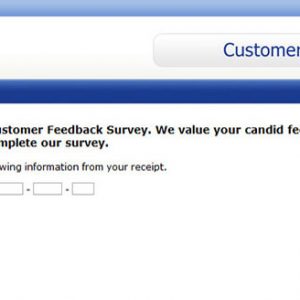 Customer
ustomer Feedback Survey. We value your candid fe
mplete our survey.
wing information from your receipt.
- -